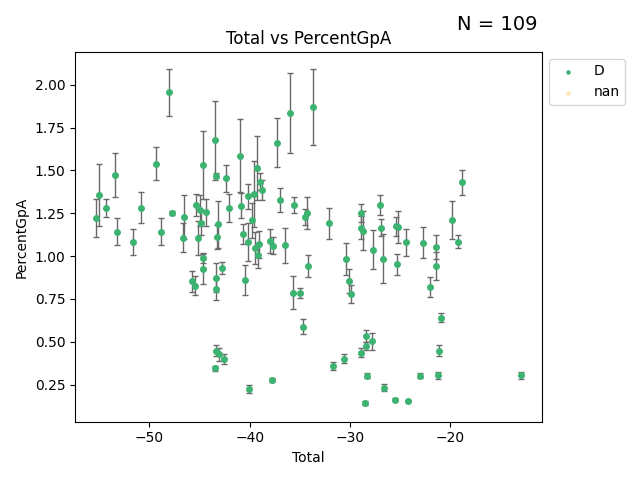 N = 109
Total vs PercentGpA
D
nan
PercentGpA
2.00
1.75
1.50
1.25
1.00
0.75
0.50
0.25
−50
−40
−30
−20
Total